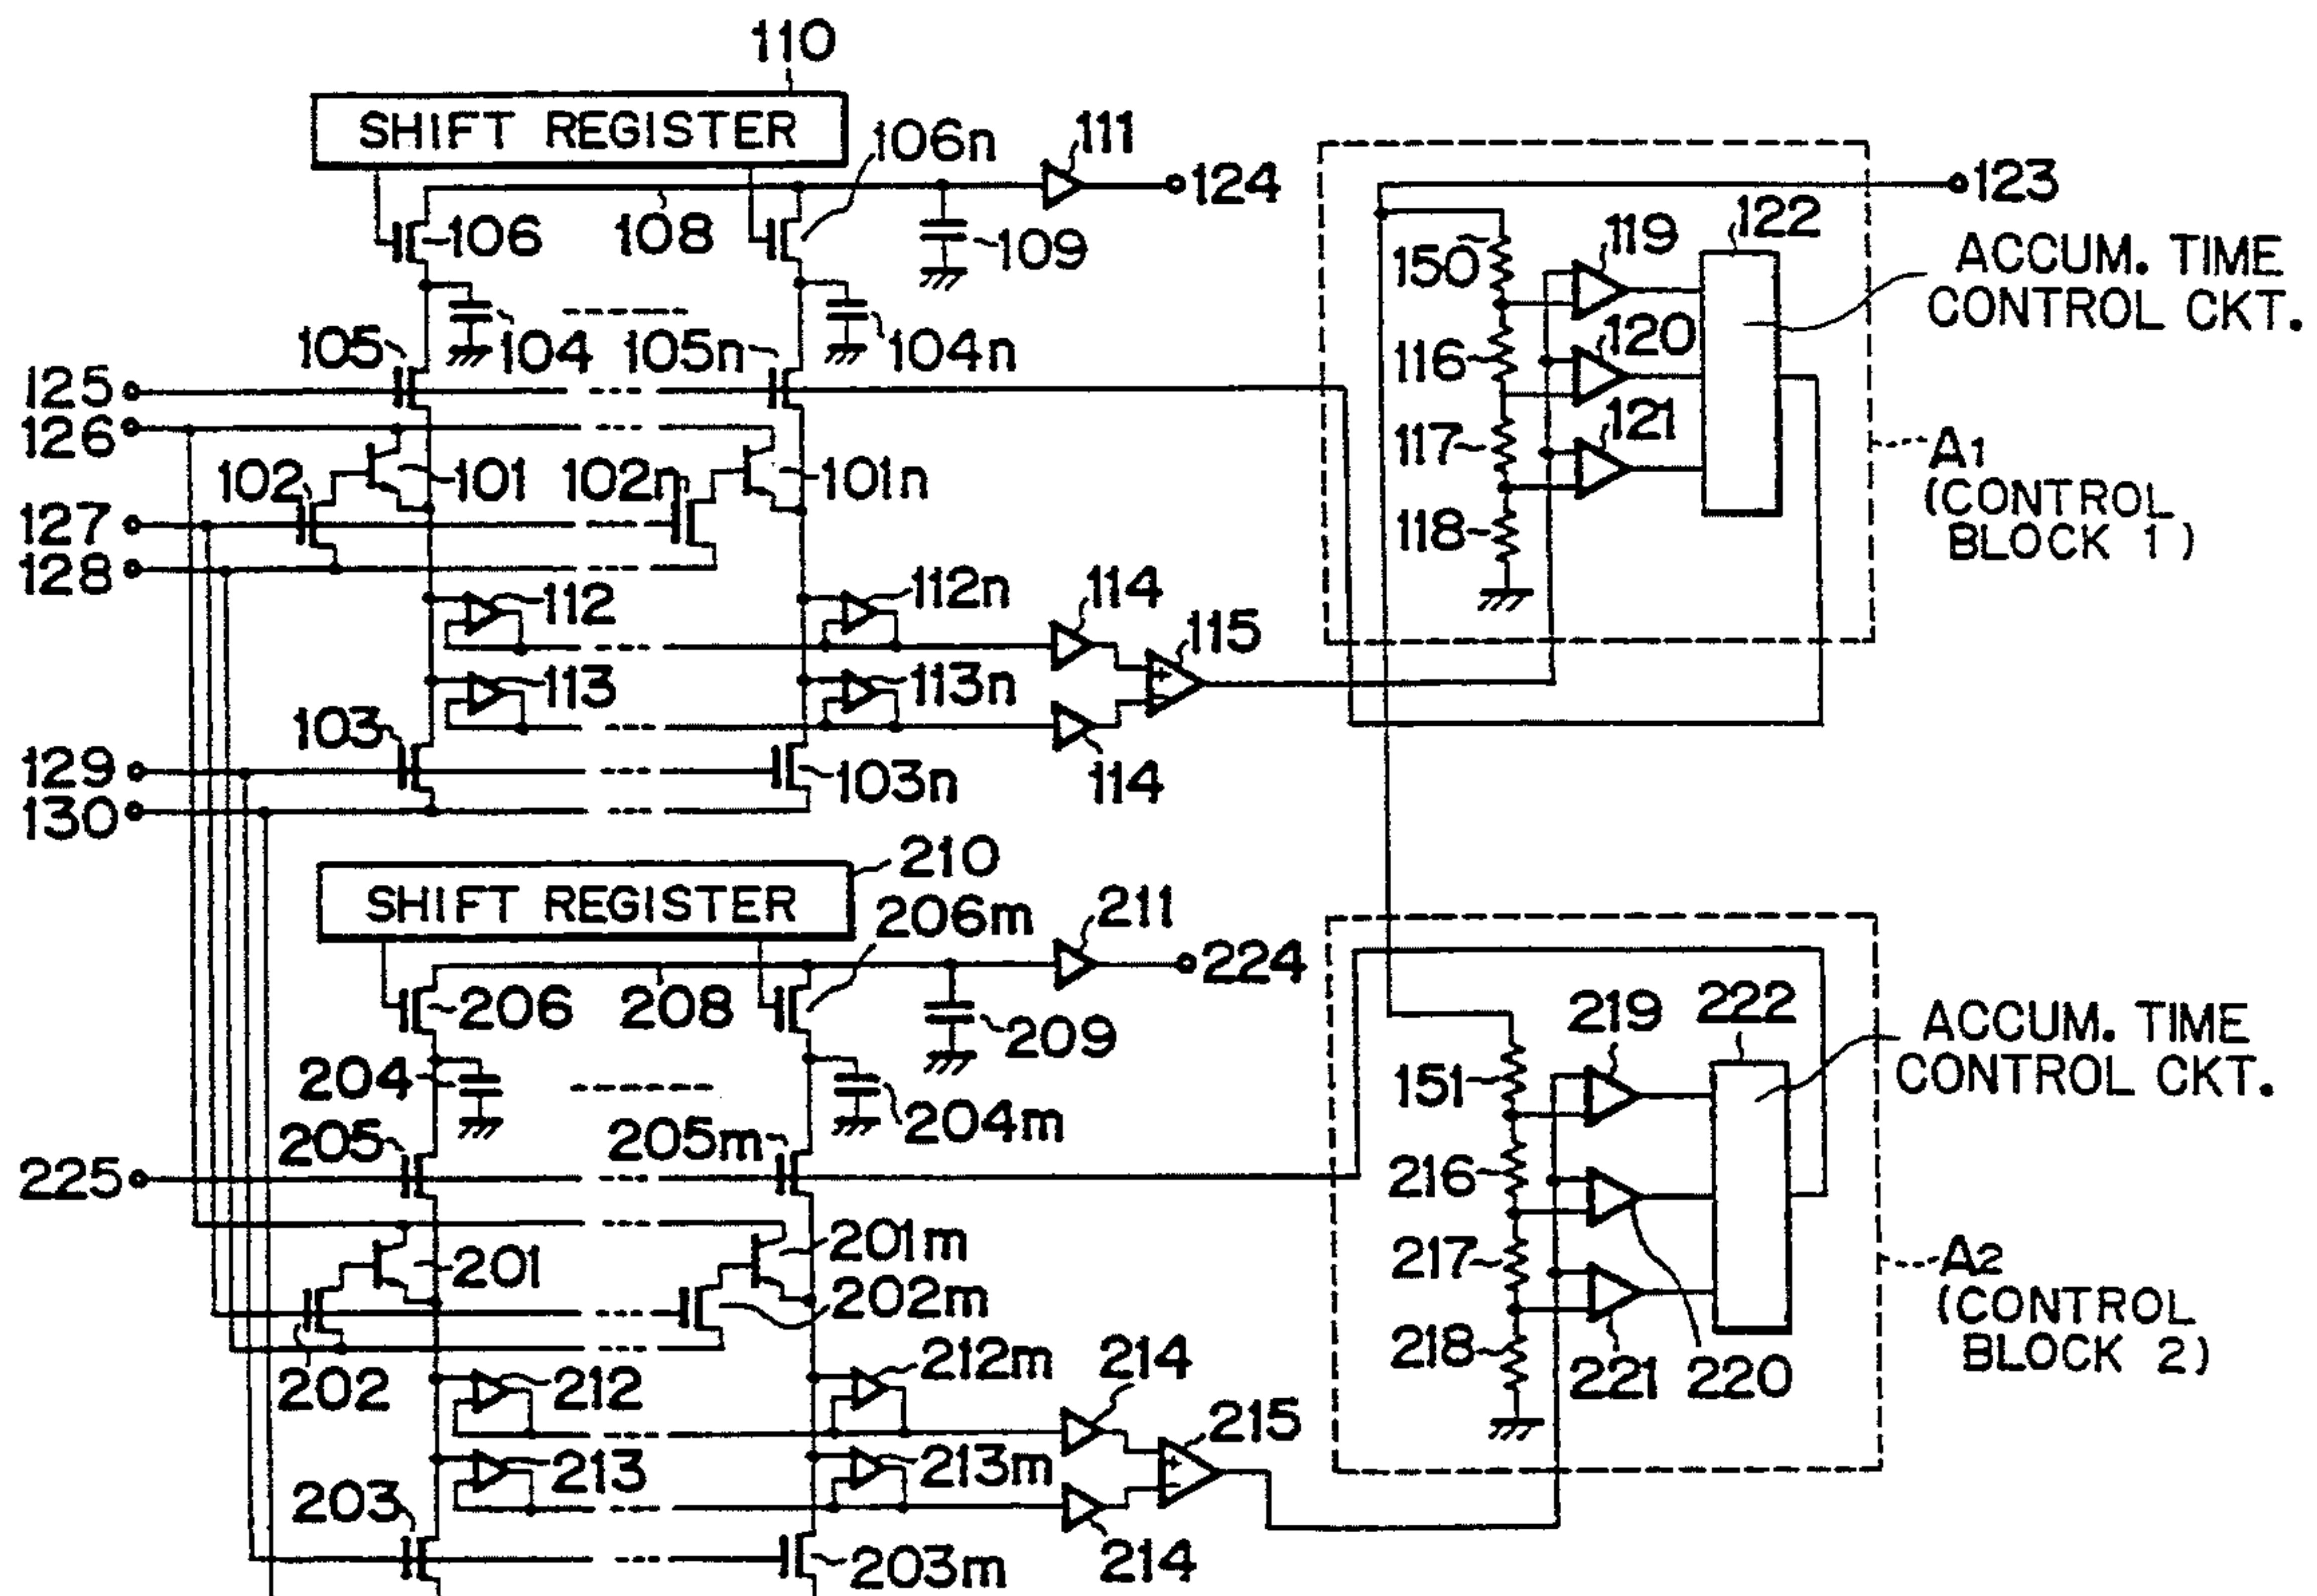 110
SHIFT REGISTER
106n
111
124
123
106
108
109
150
119
122
ACCUM. TIME
CONTROL CKT.
105
104
105n
104n
116
120
125
126
117
121
A1
(CONTROL
BLOCK 1)
102
101
102n
101n
127
128
118
112
112n
114
115
113
113n
103
114
129
103n
130
210
SHIFT REGISTER
206m
211
224
206
208
209
219
222
ACCUM. TIME
CONTROL CKT.
204
204m
151
205
205m
225
216
201
201m
202m
217
A2
(CONTROL
BLOCK 2)
218
202
212
212m
214
215
221
220
213
213m
203
214
203m
+
−
+
−